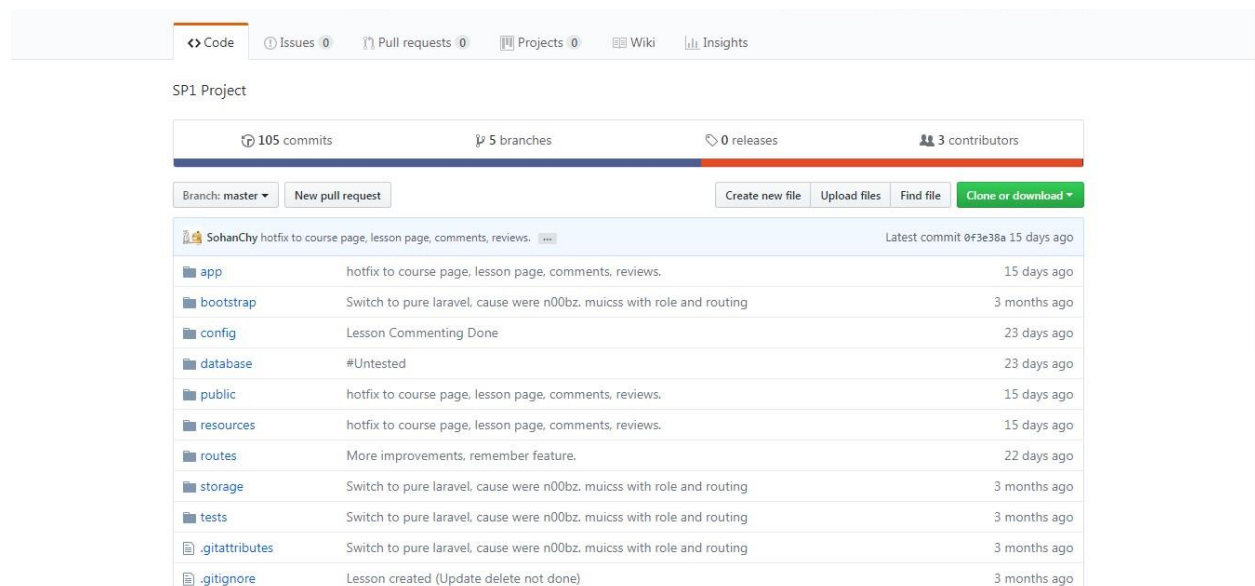 Code Issues 0 Pull requests 0 Projects 0 Wiki Insights
SP1 Project
105 commits 5 branches 0 releases 3 contributors
Branch: master New pull request Create new file Upload files Find file Clone or download
SohanChy hotfix to course page, lesson page, comments, reviews. ... Latest commit 0f3e38a 15 days ago
app hotfix to course page, lesson page, comments, reviews. 15 days ago
bootstrap Switch to pure laravel, cause were n00bz. muicss with role and routing 3 months ago
config Lesson Commenting Done 23 days ago
database #Untested 23 days ago
public hotfix to course page, lesson page, comments, reviews. 15 days ago
resources hotfix to course page, lesson page, comments, reviews. 15 days ago
routes More improvements, remember feature. 22 days ago
storage Switch to pure laravel, cause were n00bz. muicss with role and routing 3 months ago
tests Switch to pure laravel, cause were n00bz. muicss with role and routing 3 months ago
.gitattributes Switch to pure laravel, cause were n00bz. muicss with role and routing 3 months ago
.gitignore Lesson created (Update delete not done) 3 months ago